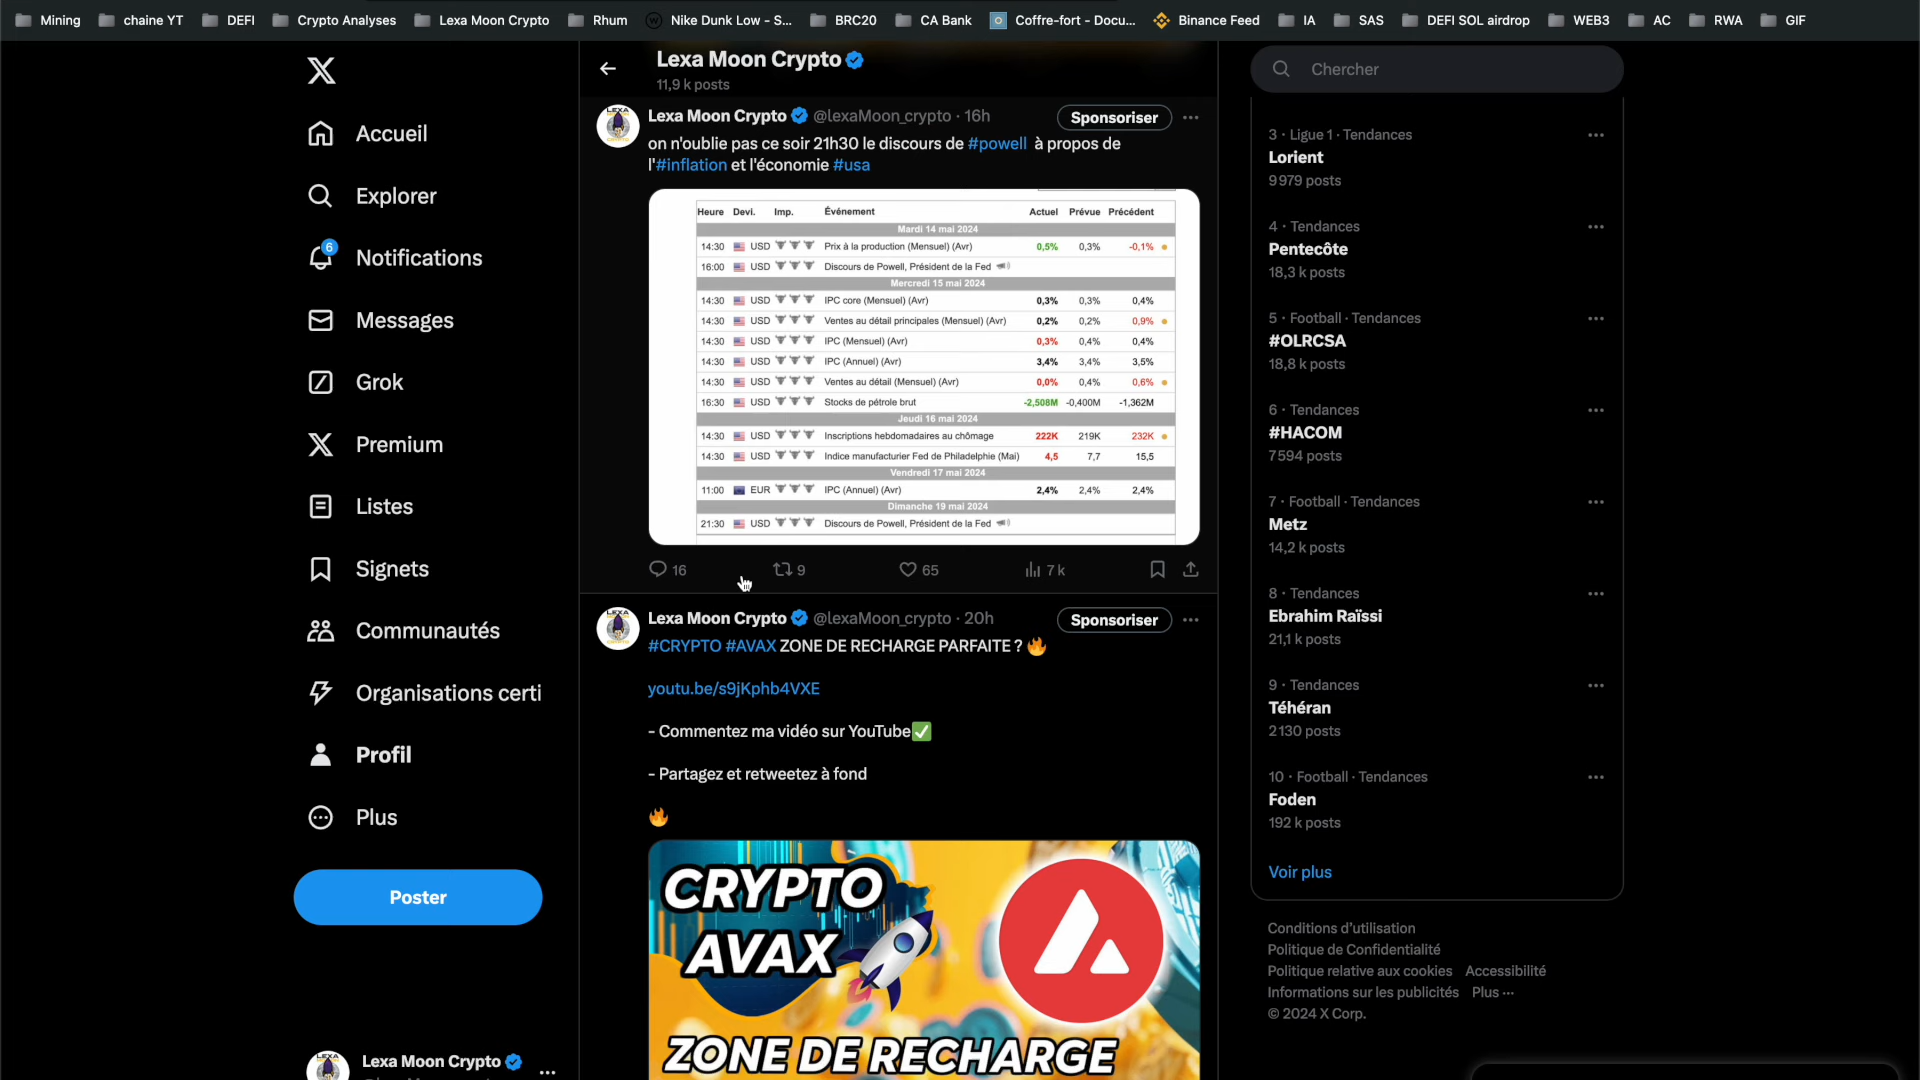 Mining chaine YT DEFI Crypto Analyses Lexa Moon Crypto Rhum Nike Dunk Low - S... BRC20 CA Bank Coffre-fort - Docu... Binance Feed IA SAS DEFI SOL airdrop WEB3 AC RWA GIF
Accueil
Explorer
6
Notifications
Messages
Grok
Premium
Listes
Signets
Communautés
Organisations certi
Profil
Plus
Poster
Lexa Moon Crypto
Lexa Moon Crypto
11,9 k posts
Lexa Moon Crypto @lexaMoon_crypto · 16h
Sponsoriser
on n'oublie pas ce soir 21h30 le discours de #powell à propos de
l'#inflation et l'économie #usa
Heure Devi. Imp. Événement Actuel Prévue Précédent
Mardi 14 mai 2024
14:30 USD Prix à la production (Mensuel) (Avr) 0,5% 0,3% -0,1%
16:00 USD Discours de Powell, Président de la Fed
Mercredi 15 mai 2024
14:30 USD IPC core (Mensuel) (Avr) 0,3% 0,3% 0,4%
14:30 USD Ventes au détail principales (Mensuel) (Avr) 0,2% 0,2% 0,9%
14:30 USD IPC (Mensuel) (Avr) 0,3% 0,4% 0,4%
14:30 USD IPC (Annuel) (Avr) 3,4% 3,4% 3,5%
14:30 USD Ventes au détail (Mensuel) (Avr) 0,0% 0,4% 0,6%
16:30 USD Stocks de pétrole brut -2,508M -0,400M -1,362M
Jeudi 16 mai 2024
14:30 USD Inscriptions hebdomadaires au chômage 222K 219K 232K
14:30 USD Indice manufacturier Fed de Philadelphie (Mai) 4,5 7,7 15,5
Vendredi 17 mai 2024
11:00 EUR IPC (Annuel) (Avr) 2,4% 2,4% 2,4%
Dimanche 19 mai 2024
21:30 USD Discours de Powell, Président de la Fed
16 9 65 7 k
Lexa Moon Crypto @lexaMoon_crypto · 20h
Sponsoriser
#CRYPTO #AVAX ZONE DE RECHARGE PARFAITE ?
youtu.be/s9jKphb4VXE
- Commentez ma vidéo sur YouTube
- Partagez et retweetez à fond
CRYPTO
AVAX
ZONE DE RECHARGE
Chercher
3 · Ligue 1 · Tendances
Lorient
9 979 posts
4 · Tendances
Pentecôte
18,3 k posts
5 · Football · Tendances
#OLRCSA
18,8 k posts
6 · Tendances
#HACOM
7 594 posts
7 · Football · Tendances
Metz
14,2 k posts
8 · Tendances
Ebrahim Raïssi
21,1 k posts
9 · Tendances
Téhéran
2 130 posts
10 · Football · Tendances
Foden
192 k posts
Voir plus
Conditions d'utilisation
Politique de Confidentialité
Politique relative aux cookies Accessibilité
Informations sur les publicités Plus ···
© 2024 X Corp.